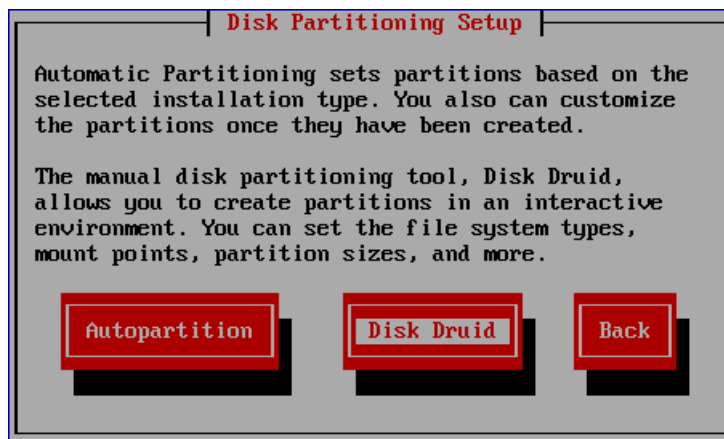 Disk Partitioning Setup
Automatic Partitioning sets partitions based on the
selected installation type. You also can customize
the partitions once they have been created.
The manual disk partitioning tool, Disk Druid,
allows you to create partitions in an interactive
environment. You can set the file system types,
mount points, partition sizes, and more.
Autopartition Disk Druid Back